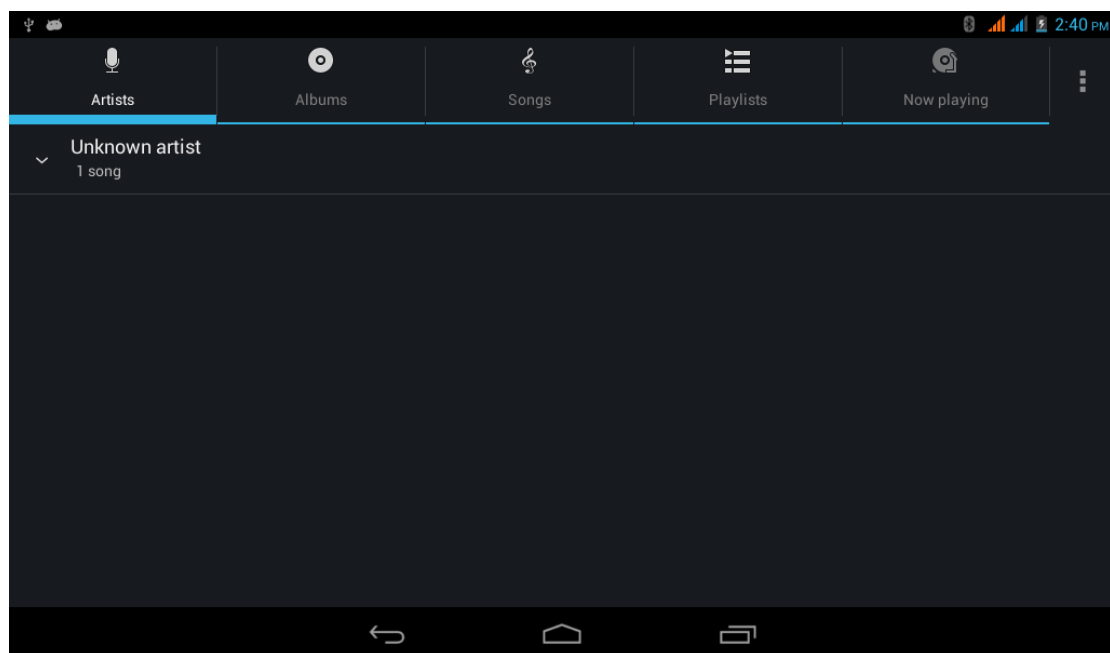 2:40 PM
Artists
Albums
Songs
Playlists
Now playing
Unknown artist
1 song